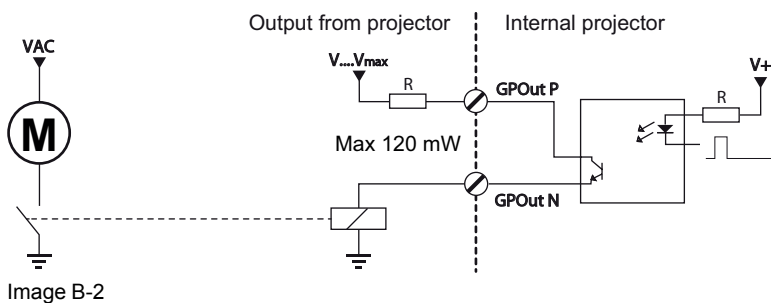 Output from projector
Internal projector
VAC
V....Vmax
V+
R
GPOut P
R
M
Max 120 mW
GPOut N
Image B-2